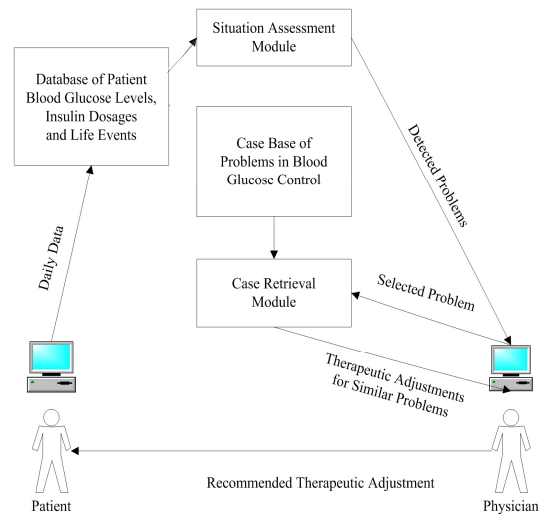 Situation Assessment
Module
Database of Patient
Blood Glucose Levels,
Insulin Dosages
and Life Events
Case Base of
Problems in Blood
Glucose Control
Detected Problems
Daily Data
Case Retrieval
Module
Selected Problem
Therapeutic Adjustments
for Similar Problems
Recommended Therapeutic Adjustment
Patient
Physician